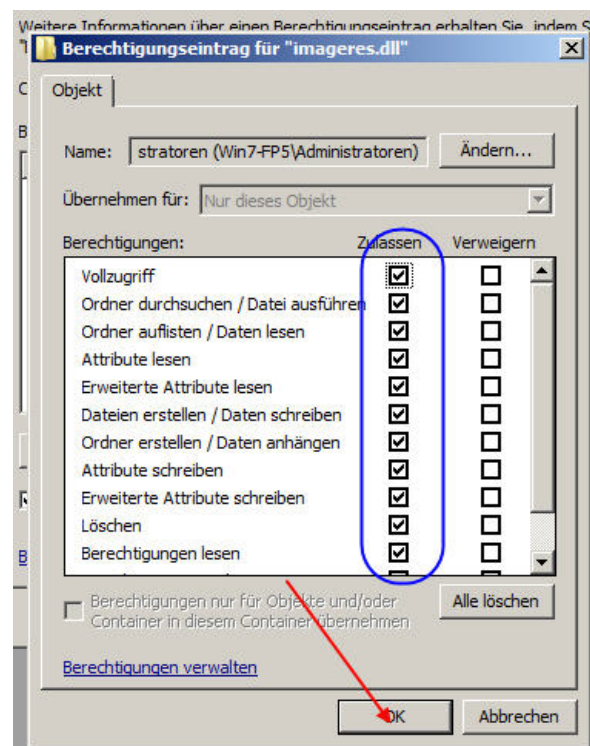 Weitere Informationen über einen Berechtigungseintrag erhalten Sie, indem S
Berechtigungseintrag für "imageres.dll"
Objekt
Name: stratoren (Win7-FP5\Administratoren) Ändern...
Übernehmen für: Nur dieses Objekt
Berechtigungen: Zulassen Verweigern
Vollzugriff
Ordner durchsuchen / Datei ausführen
Ordner auflisten / Daten lesen
Attribute lesen
Erweiterte Attribute lesen
Dateien erstellen / Daten schreiben
Ordner erstellen / Daten anhängen
Attribute schreiben
Erweiterte Attribute schreiben
Löschen
Berechtigungen lesen
Berechtigungen nur für Objekte und/oder
Container in diesem Container übernehmen
Alle löschen
Berechtigungen verwalten
OK Abbrechen